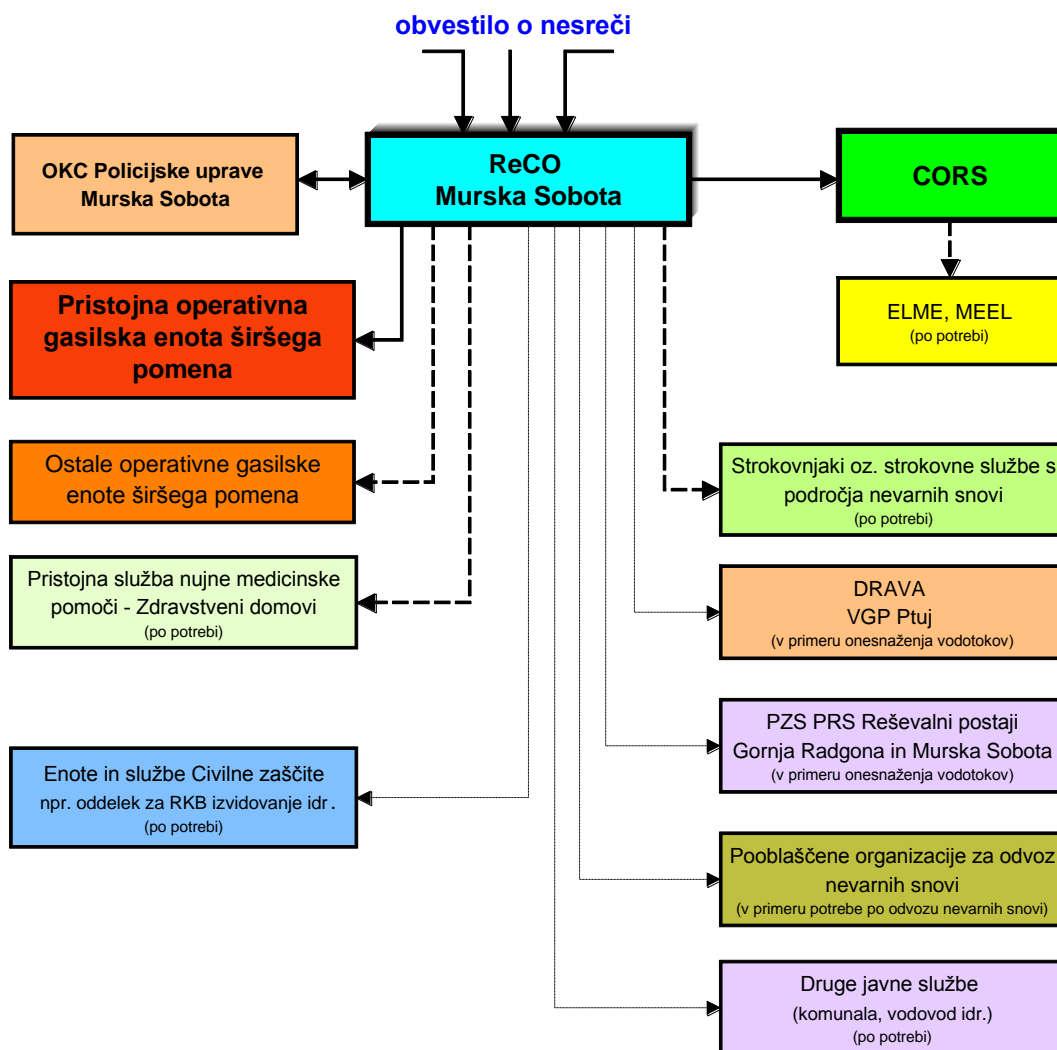 obvestilo o nesreči
OKC Policijske uprave
Murska Sobota
ReCO
Murska Sobota
CORS
Pristojna operativna
gasilska enota širšega
pomena
ELME, MEEL
(po potrebi)
Ostale operativne gasilske
enote širšega pomena
Strokovnjaki oz. strokovne službe s
področja nevarnih snovi
(po potrebi)
Pristojna služba nujne medicinske
pomoči - Zdravstveni domovi
(po potrebi)
DRAVA
VGP Ptuj
(v primeru onesnaženja vodotokov)
PZS PRS Reševalni postaji
Gornja Radgona in Murska Sobota
(v primeru onesnaženja vodotokov)
Enote in službe Civilne zaščite
npr. oddelek za RKB izvidovanje idr.
(po potrebi)
Pooblaščene organizacije za odvoz
nevarnih snovi
(v primeru potrebe po odvozu nevarnih snovi)
Druge javne službe
(komunala, vodovod idr.)
(po potrebi)